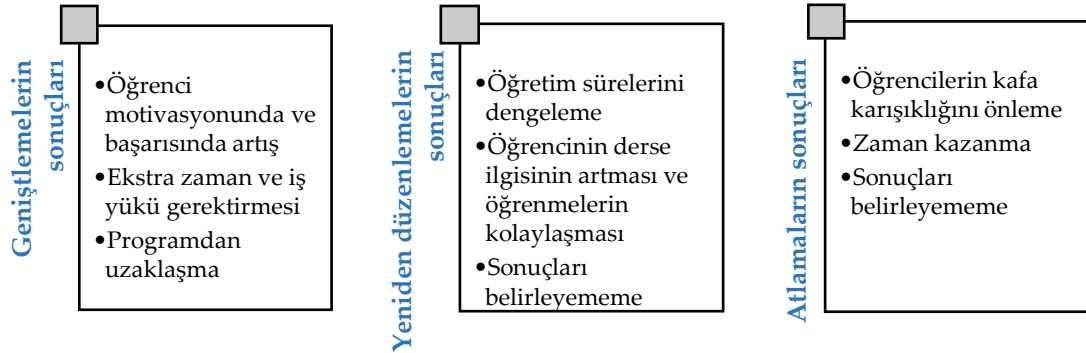 Geniştlemelerin
sonuçları
•Öğrenci
motivasyonunda ve
başarısında artış
•Ekstra zaman ve iş
yükü gerektirmesi
•Programdan
uzaklaşma
Yeniden düzenlemelerin
sonuçları
•Öğretim sürelerini
dengeleme
•Öğrencinin derse
ilgisinin artması ve
öğrenmelerin
kolaylaşması
•Sonuçları
belirleyememe
Atlamaların sonuçları
•Öğrencilerin kafa
karışıklığını önleme
•Zaman kazanma
•Sonuçları
belirleyememe